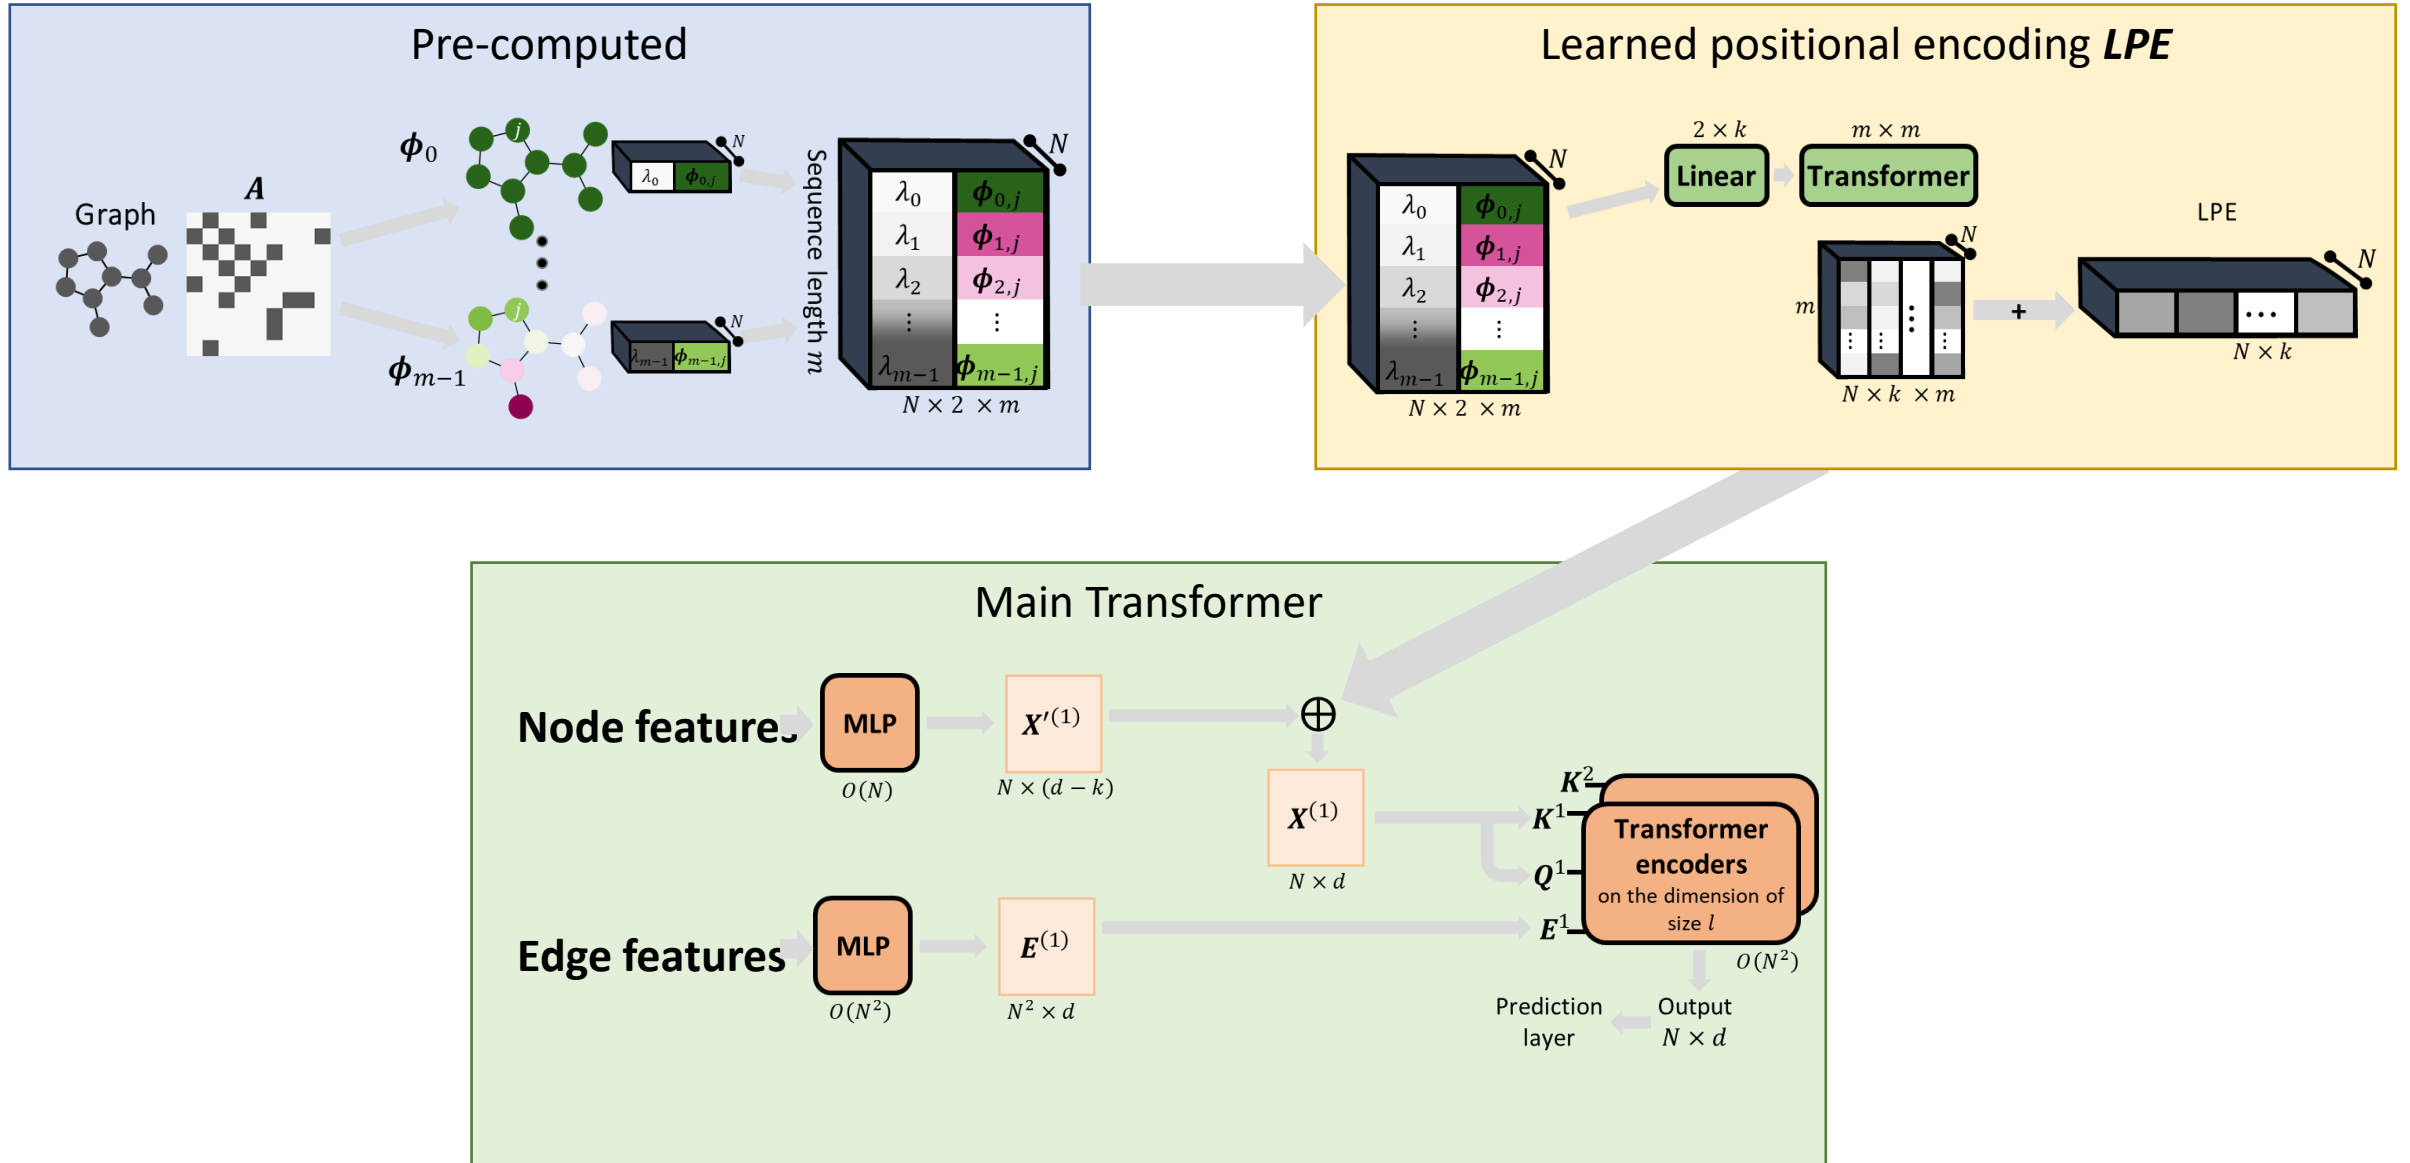 Pre-computed
Graph
A
ϕ₀
j
λ₀ ϕ₀,ⱼ
N
ϕₘ₋₁
j
λₘ₋₁ ϕₘ₋₁,ⱼ
N
Sequence length m
λ₀ ϕ₀,ⱼ
λ₁ ϕ₁,ⱼ
λ₂ ϕ₂,ⱼ
⋮ ⋮
λₘ₋₁ ϕₘ₋₁,ⱼ
N
N × 2 × m
Learned positional encoding LPE
λ₀ ϕ₀,ⱼ
λ₁ ϕ₁,ⱼ
λ₂ ϕ₂,ⱼ
⋮ ⋮
λₘ₋₁ ϕₘ₋₁,ⱼ
N
N × 2 × m
2 × k
Linear
m × m
Transformer
N
m
⋮ ⋮ ⋮ ⋮
N × k × m
+
LPE
N
...
N × k
Main Transformer
Node features
MLP
O(N)
X′⁽¹⁾
N × (d − k)
⊕
X⁽¹⁾
N × d
Edge features
MLP
O(N²)
E⁽¹⁾
N² × d
K²
K¹
Q¹
E¹
Transformer
encoders
on the dimension of
size l
O(N²)
Output
N × d
Prediction
layer